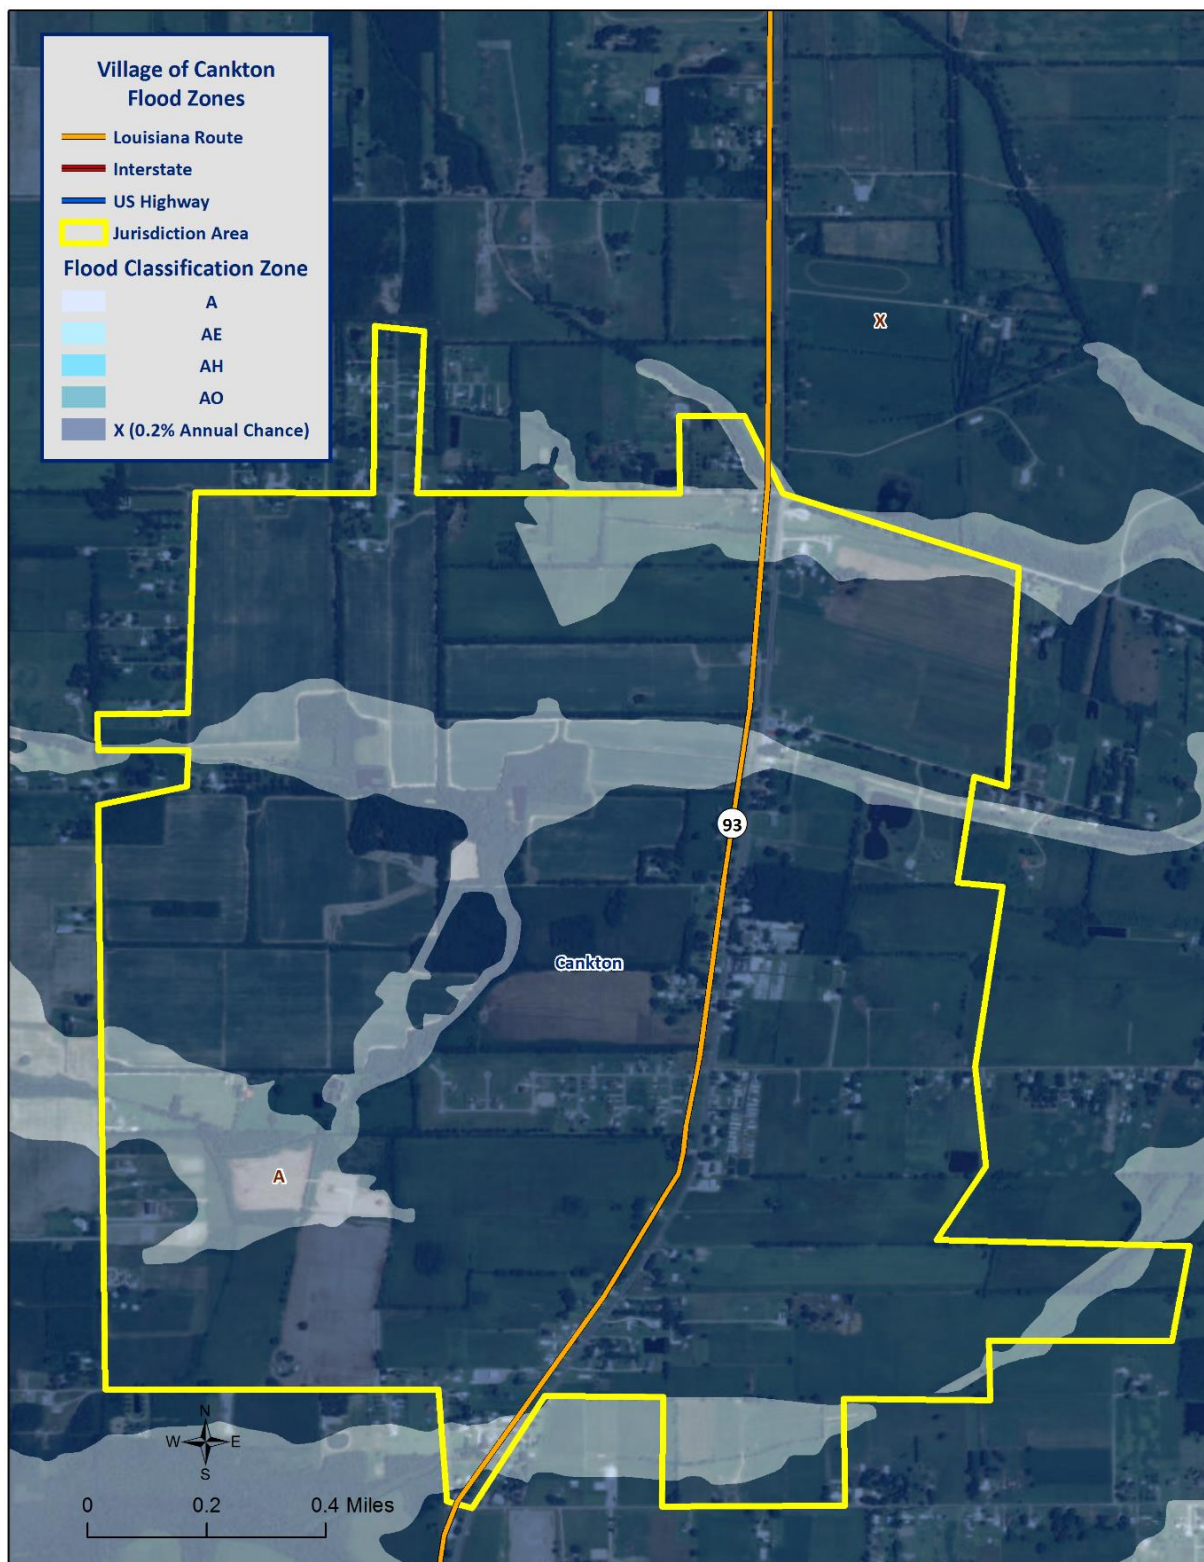 Village of Cankton
Flood Zones
Louisiana Route
Interstate
US Highway
Jurisdiction Area
Flood Classification Zone
A
AE
AH
AO
X (0.2% Annual Chance)
X
93
Cankton
A
N
W E
S
0 0.2 0.4 Miles